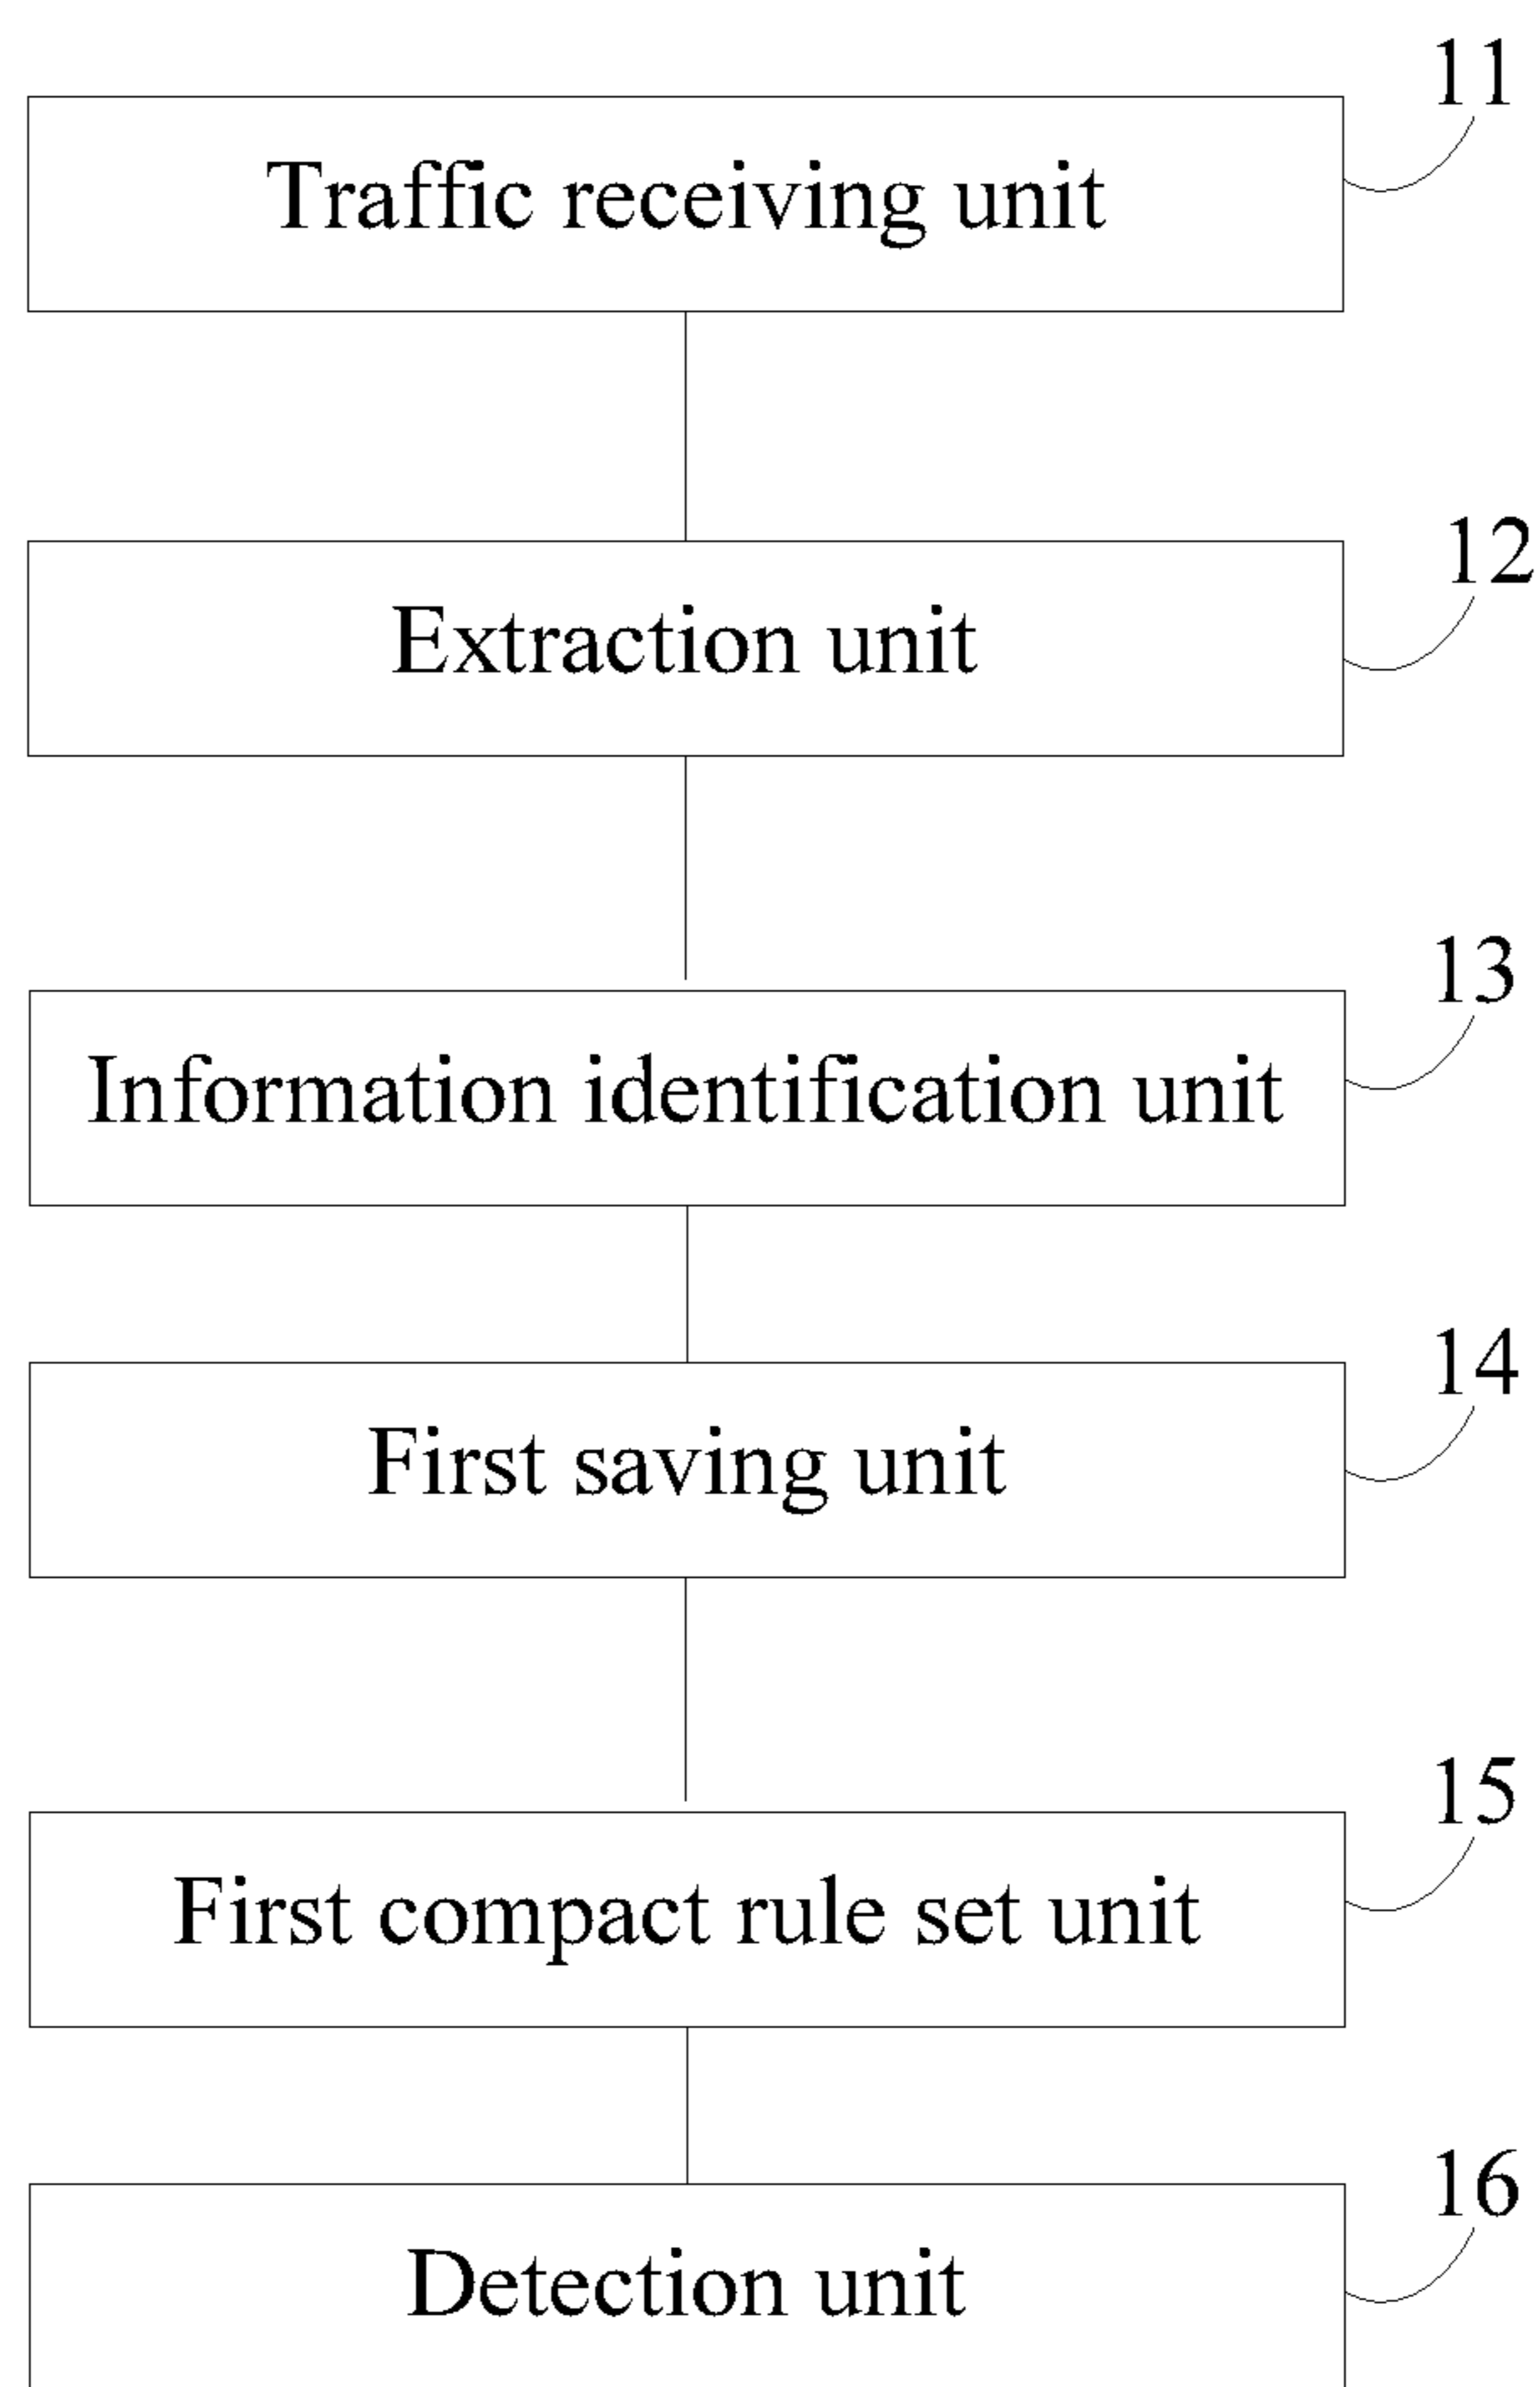 11
Traffic receiving unit
12
Extraction unit
13
Information identification unit
14
First saving unit
15
First compact rule set unit
16
Detection unit